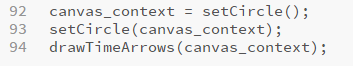 92 canvas_context = setCircle();
93 setCircle(canvas_context);
94 drawTimeArrows(canvas_context);